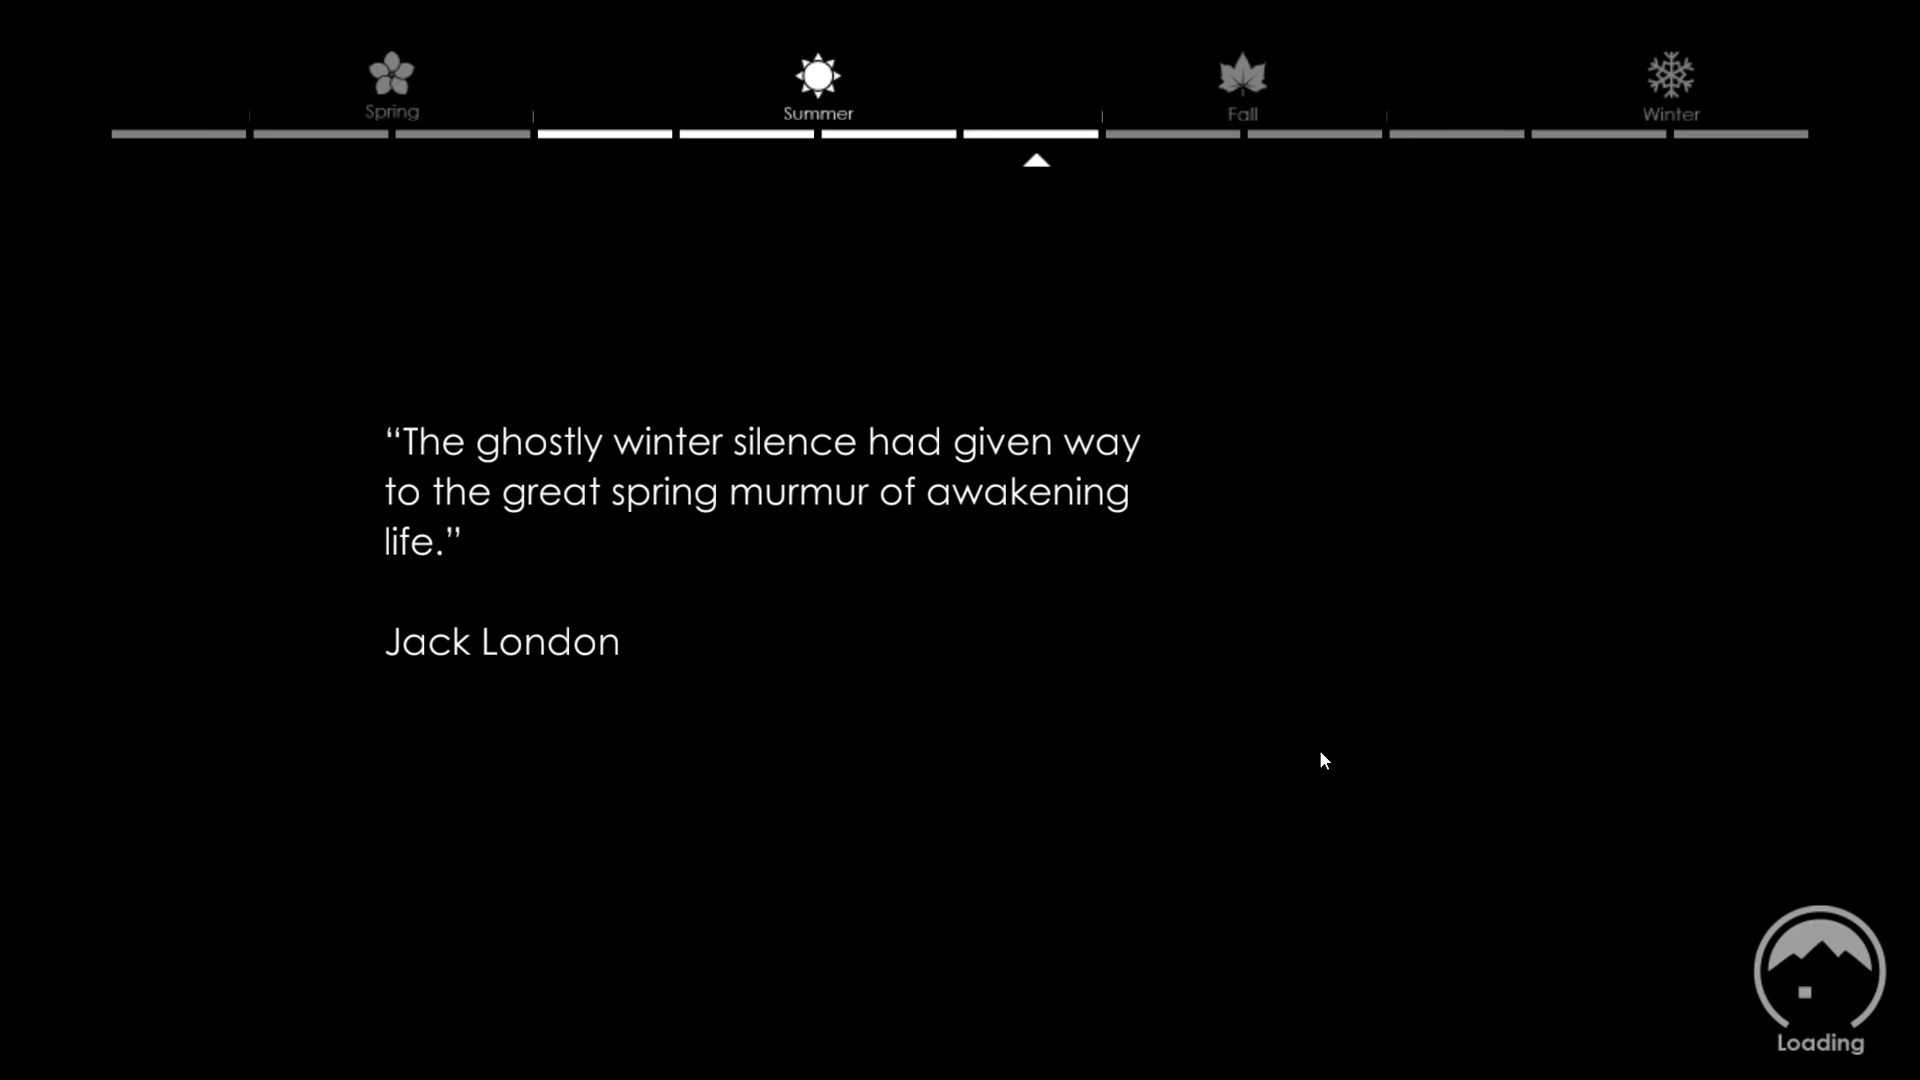 Spring
Summer
Fall
Winter
“The ghostly winter silence had given way
to the great spring murmur of awakening
life.”
Jack London
Loading